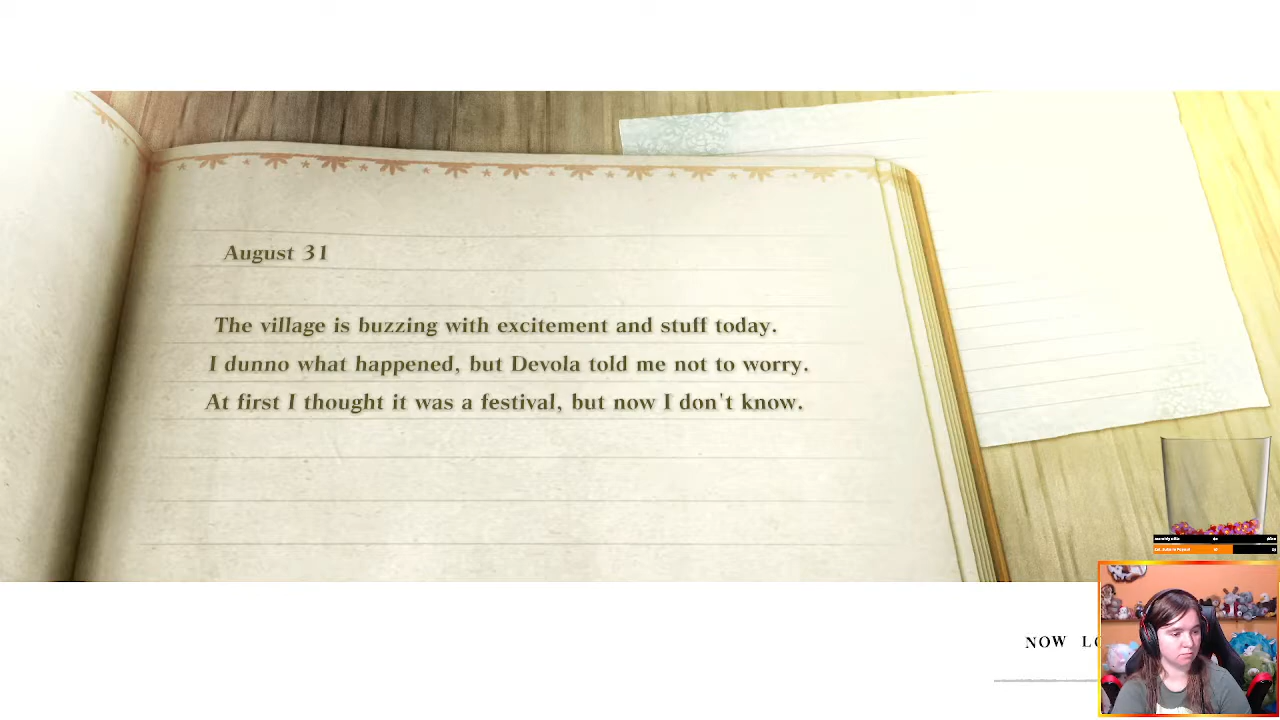 August 31
The village is buzzing with excitement and stuff today.
I dunno what happened, but Devola told me not to worry.
At first I thought it was a festival, but now I don't know.
NOW